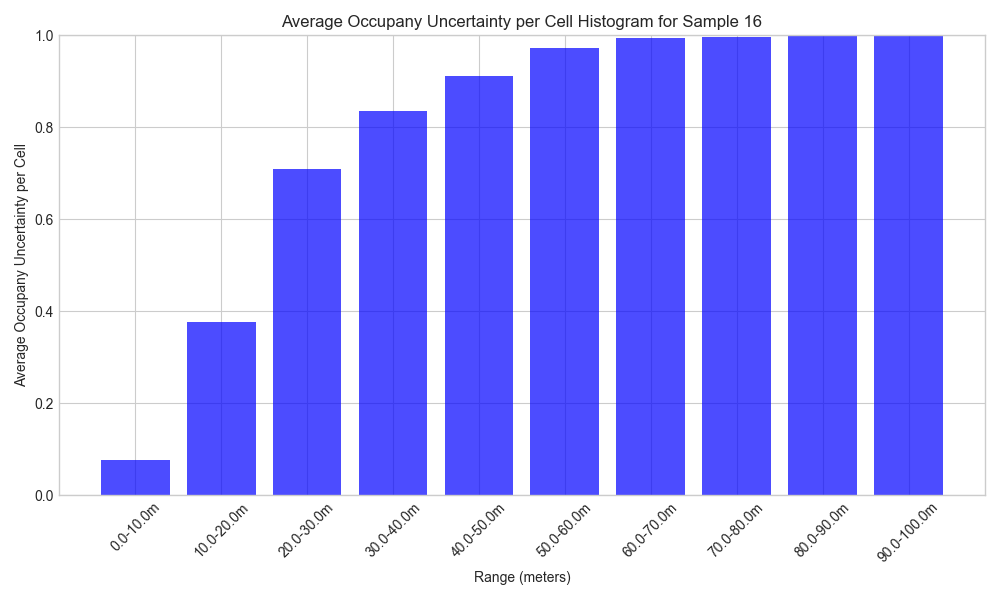 Average Occupany Uncertainty per Cell Histogram for Sample 16
Average Occupany Uncertainty per Cell
1.0
0.8
0.6
0.4
0.2
0.0
0.0-10.0m
10.0-20.0m
20.0-30.0m
30.0-40.0m
40.0-50.0m
50.0-60.0m
60.0-70.0m
70.0-80.0m
80.0-90.0m
90.0-100.0m
Range (meters)